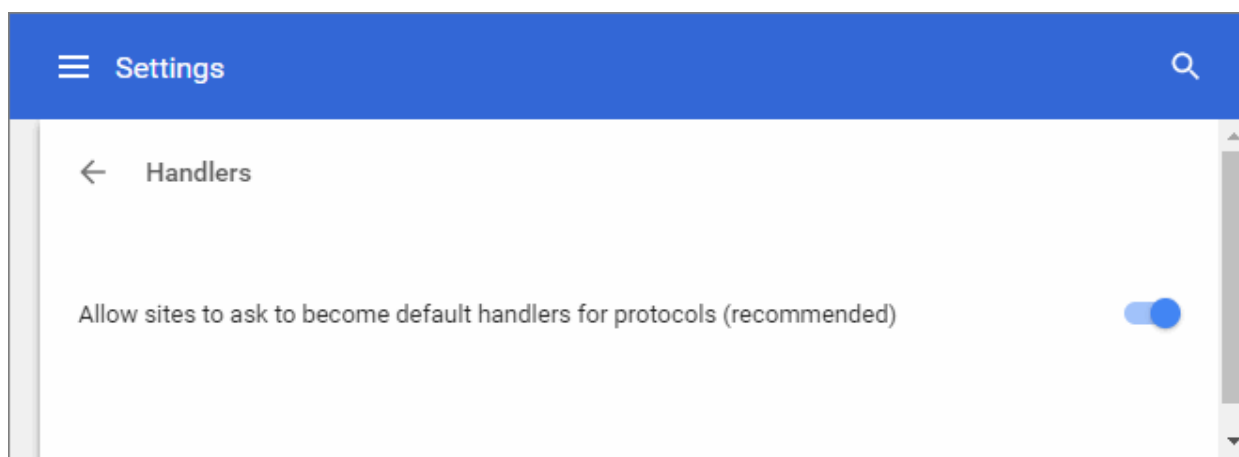 Settings
Handlers
Allow sites to ask to become default handlers for protocols (recommended)